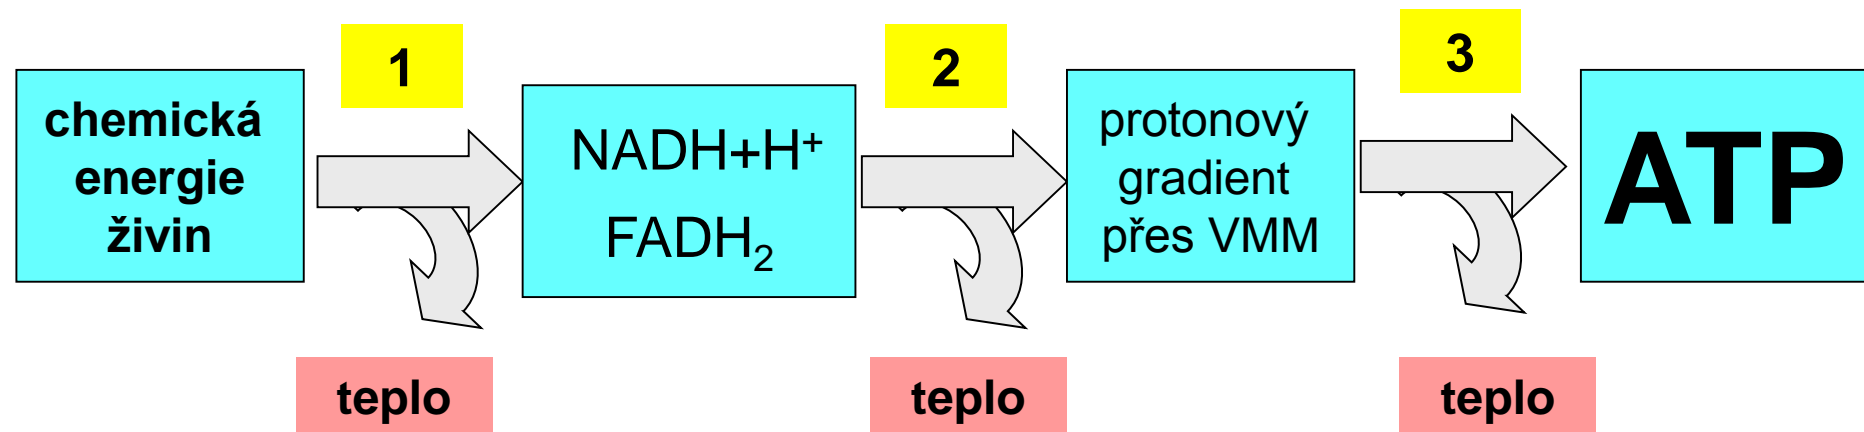 1
2
3
chemická
energie
živin
NADH+H⁺
FADH₂
protonový
gradient
přes VMM
ATP
teplo
teplo
teplo